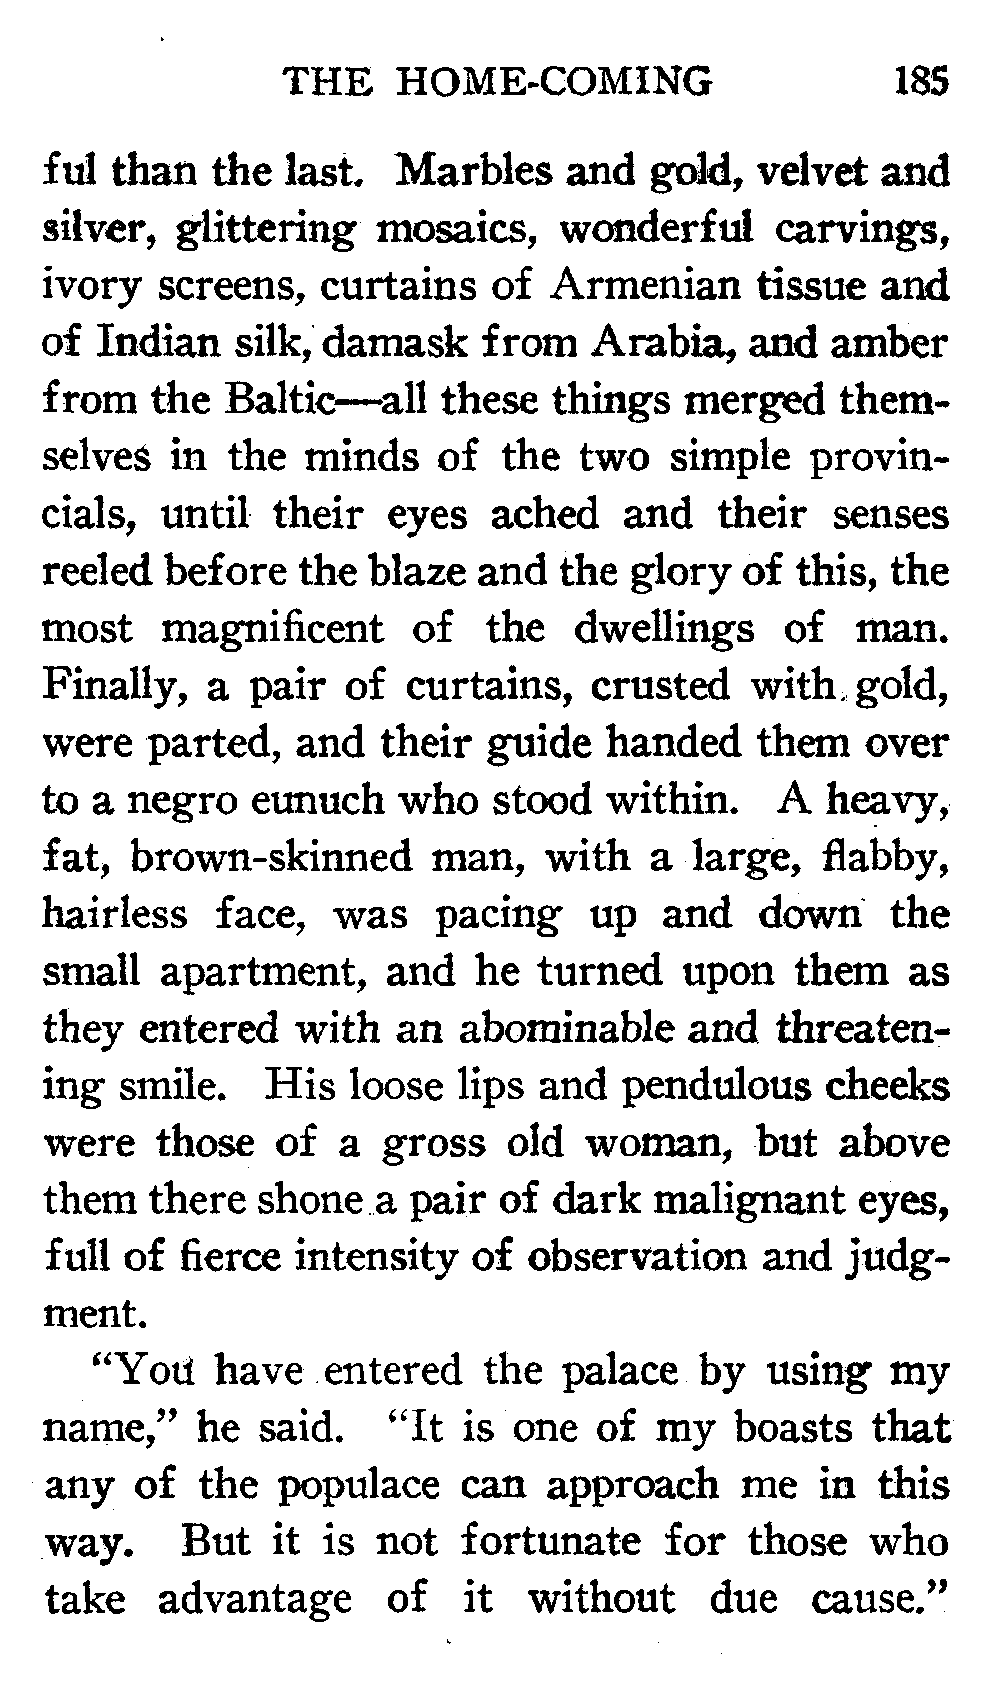 THE HOME-COMING 185
ful than the last. Marbles and gold, velvet and
silver, glittering mosaics, wonderful carvings,
ivory screens, curtains of Armenian tissue and
of Indian silk, damask from Arabia, and amber
from the Baltic—all these things merged them-
selves in the minds of the two simple provin-
cials, until their eyes ached and their senses
reeled before the blaze and the glory of this, the
most magnificent of the dwellings of man.
Finally, a pair of curtains, crusted with gold,
were parted, and their guide handed them over
to a negro eunuch who stood within. A heavy,
fat, brown-skinned man, with a large, flabby,
hairless face, was pacing up and down the
small apartment, and he turned upon them as
they entered with an abominable and threaten-
ing smile. His loose lips and pendulous cheeks
were those of a gross old woman, but above
them there shone a pair of dark malignant eyes,
full of fierce intensity of observation and judg-
ment.
“You have entered the palace by using my
name,” he said. “It is one of my boasts that
any of the populace can approach me in this
way. But it is not fortunate for those who
take advantage of it without due cause.”